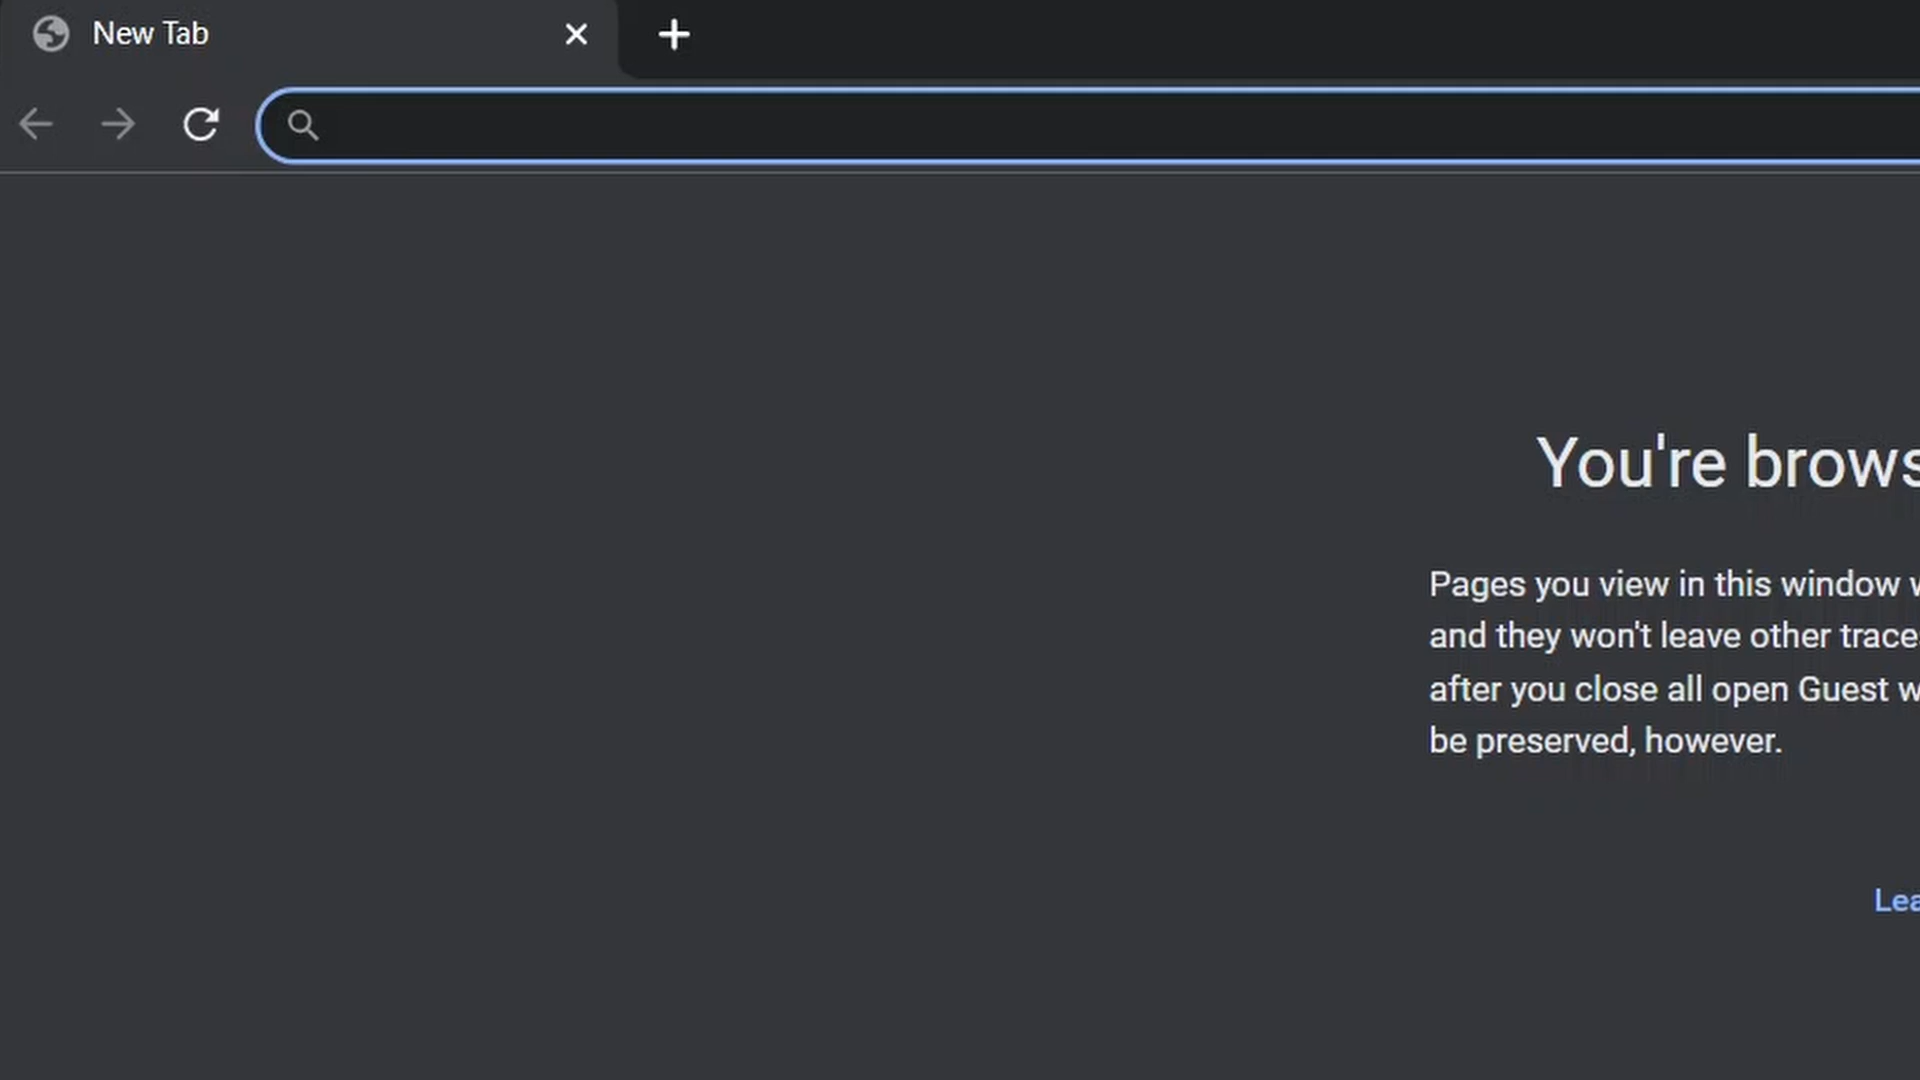 New Tab
You're brows
Pages you view in this window
and they won't leave other trace
after you close all open Guest
be preserved, however.
Lea